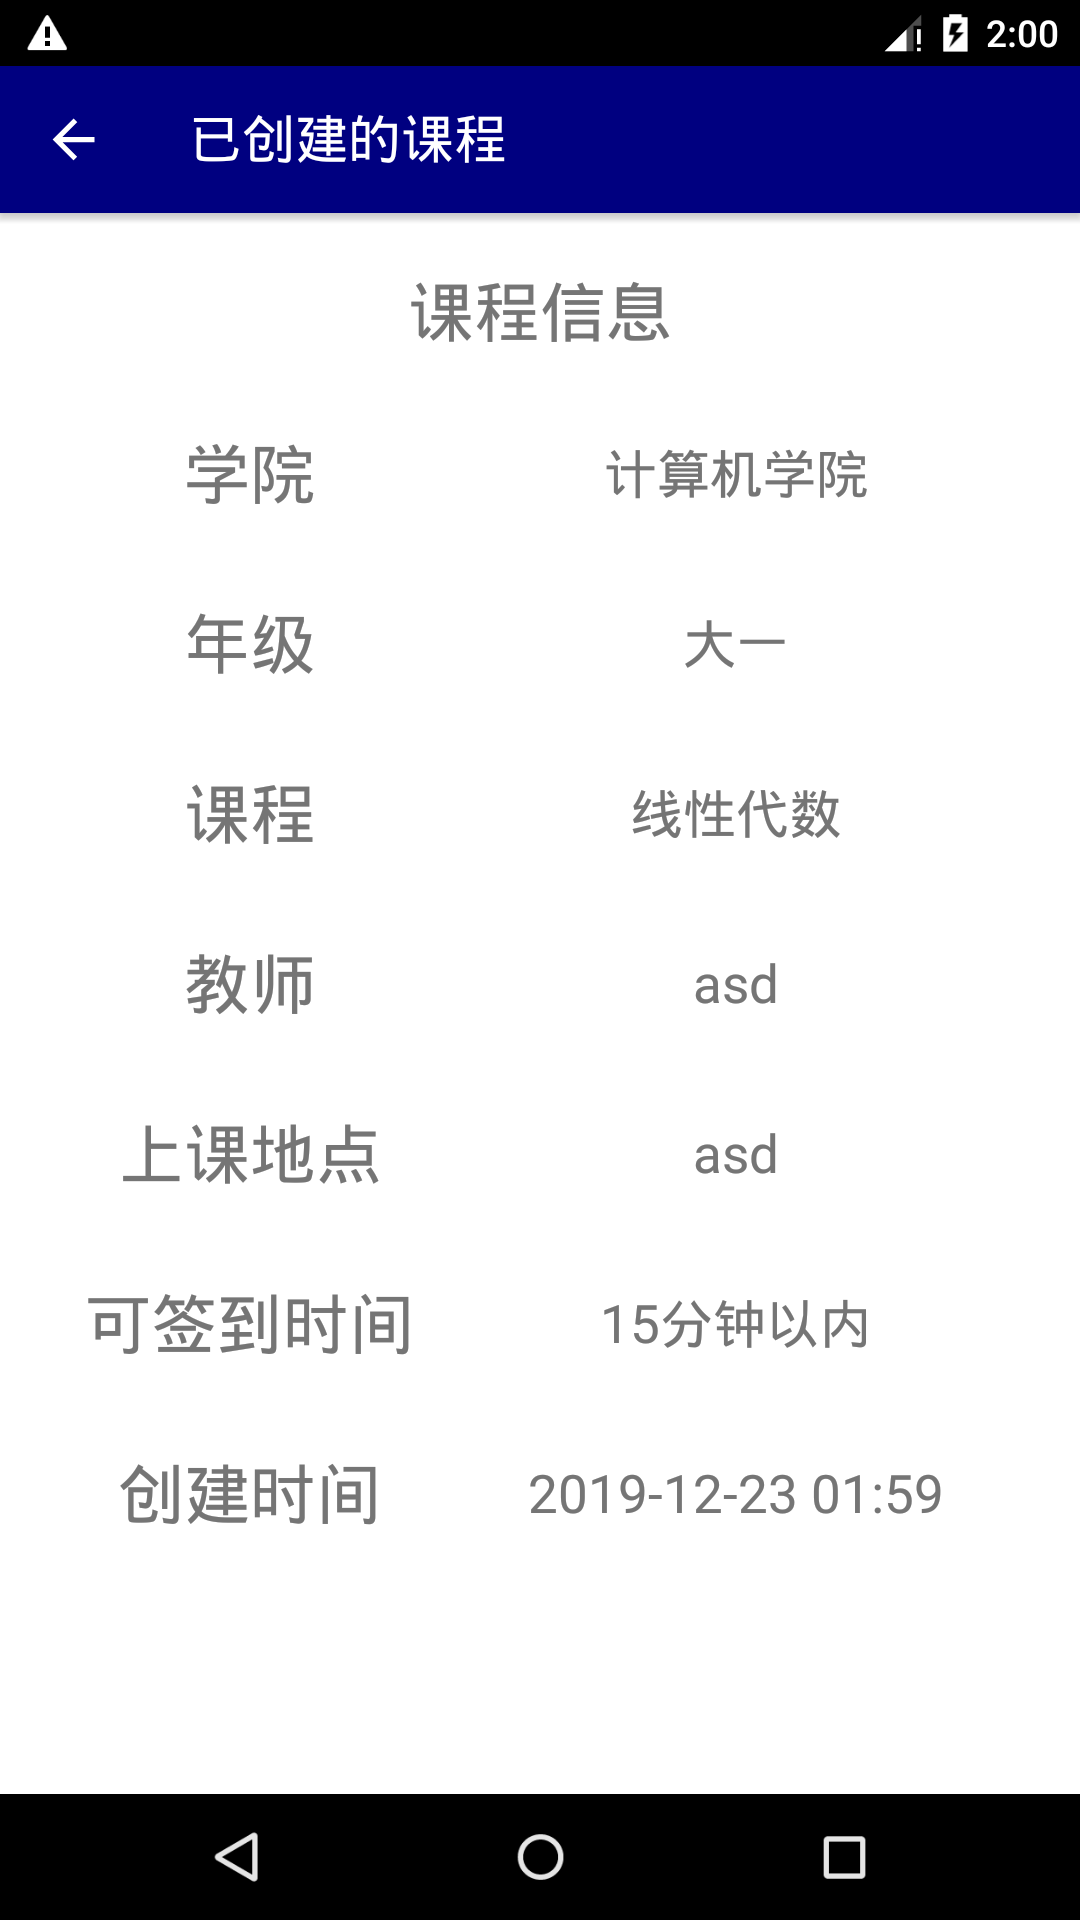 2:00
已创建的课程
课程信息
学院 计算机学院
年级 大一
课程 线性代数
教师 asd
上课地点 asd
可签到时间 15分钟以内
创建时间 2019-12-23 01:59